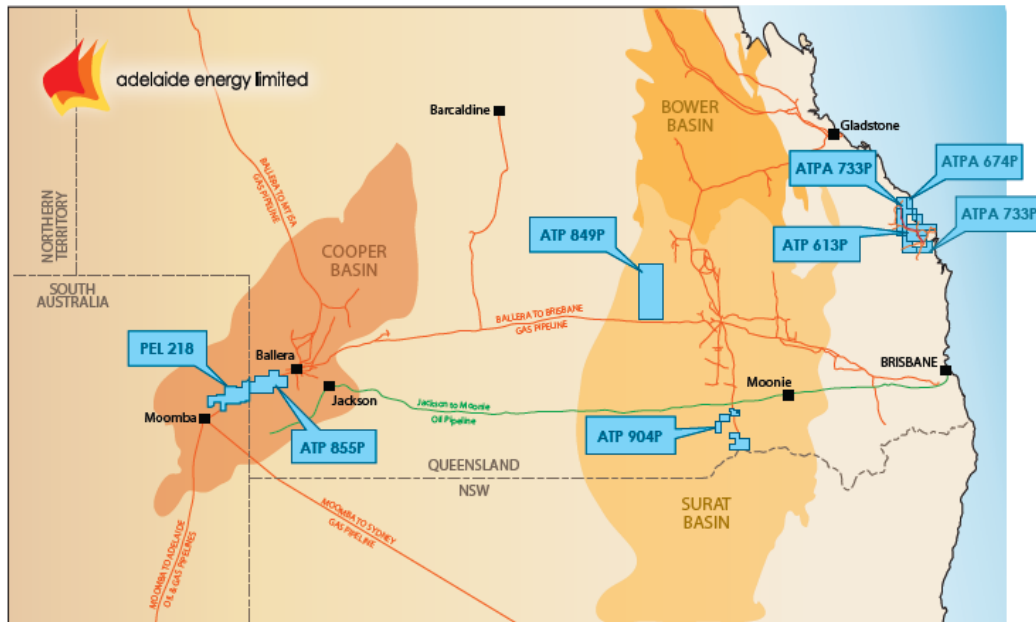 adelaide energy limited
Barcaldine
BOWER
BASIN
Gladstone
ATPA 733P
ATPA 674P
NORTHERN
TERRITORY
BALLERA TO MT ISA
GAS PIPELINE
ATPA 733P
COOPER
BASIN
ATP 849P
ATP 613P
SOUTH
AUSTRALIA
BALLERA TO BRISBANE
GAS PIPELINE
PEL 218
Ballera
BRISBANE
Moonie
Jackson
Jackson to Moonie
Oil Pipeline
Moomba
ATP 855P
ATP 904P
QUEENSLAND
NSW
SURAT
BASIN
MOOMBA TO SYDNEY
GAS PIPELINE
MOOMBA TO ADELAIDE
OIL & GAS PIPELINES